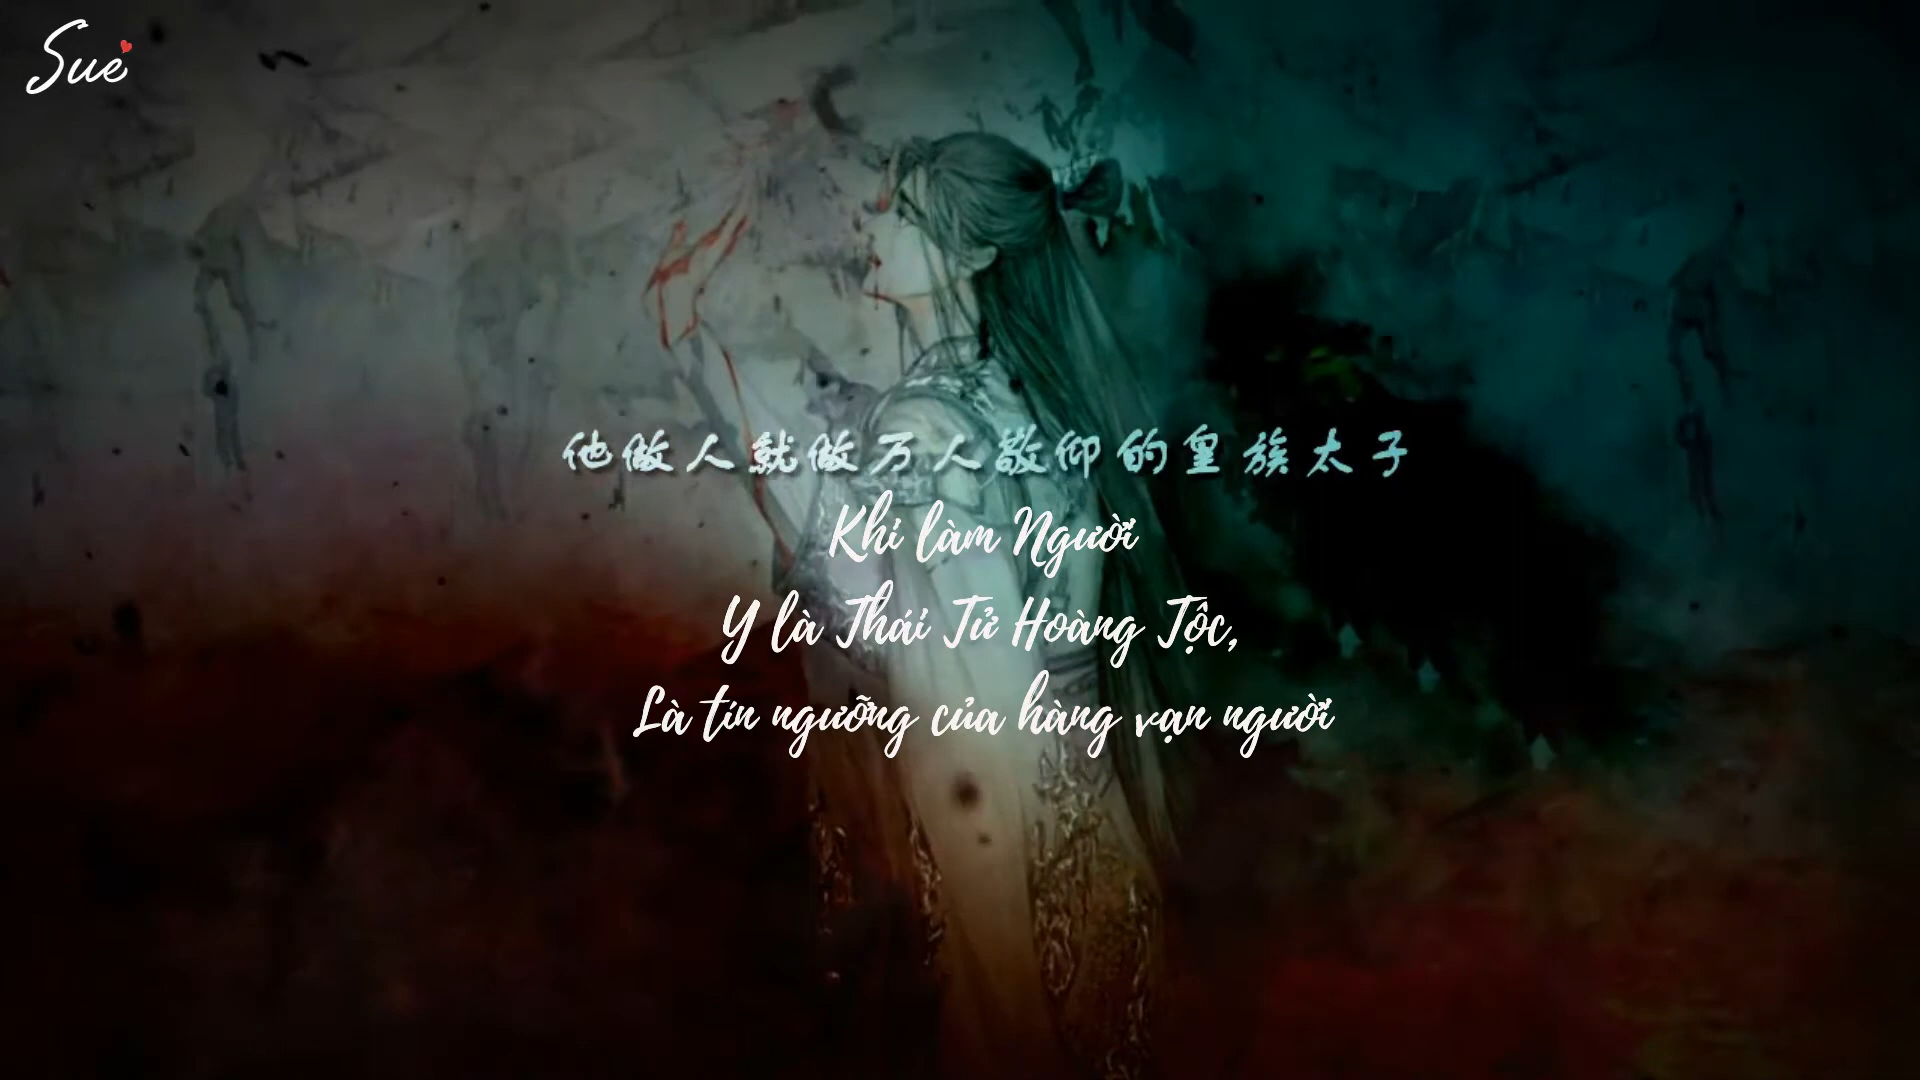 Sue
他做人就做万人敬仰的皇族太子
Khi làm Người
Y là Thái Tử Hoàng Tộc,
Là tín ngưỡng của hàng vạn người